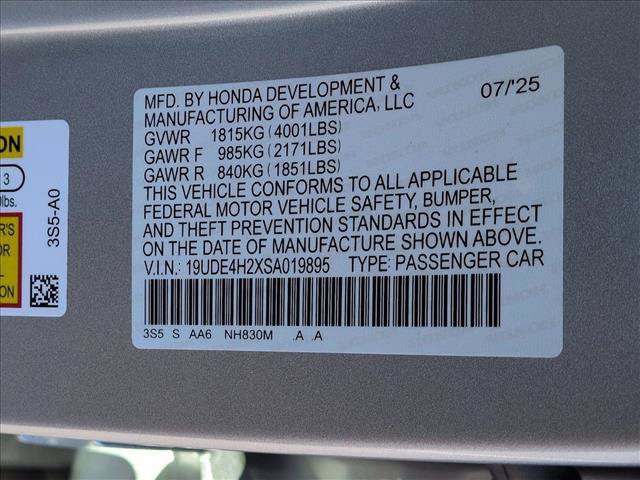 MFD. BY HONDA DEVELOPMENT & 07/'25
MANUFACTURING OF AMERICA, LLC
GVWR 1815KG (4001LBS)
GAWR F 985KG (2171LBS)
GAWR R 840KG (1851LBS)
THIS VEHICLE CONFORMS TO ALL APPLICABLE
FEDERAL MOTOR VEHICLE SAFETY, BUMPER,
AND THEFT PREVENTION STANDARDS IN EFFECT
ON THE DATE OF MANUFACTURE SHOWN ABOVE.
V.I.N.: 19UDE4H2XSA019895 TYPE: PASSENGER CAR
3S5 S AA6 NH830M .A .A
3
lbs.
3S5-A0